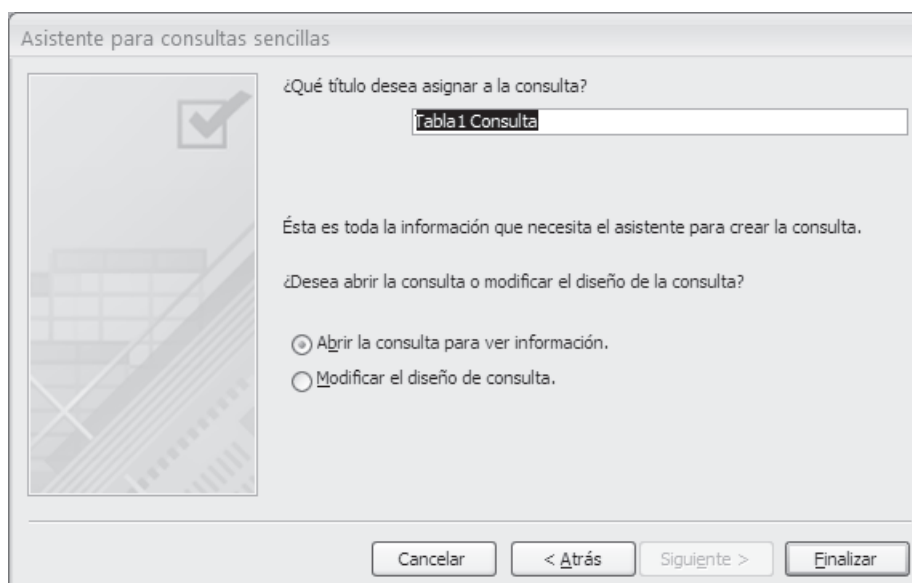 Asistente para consultas sencillas
¿Qué título desea asignar a la consulta?
Tabla1 Consulta
Ésta es toda la información que necesita el asistente para crear la consulta.
¿Desea abrir la consulta o modificar el diseño de la consulta?
Abrir la consulta para ver información.
Modificar el diseño de consulta.
Cancelar < Atrás Siguiente > Finalizar